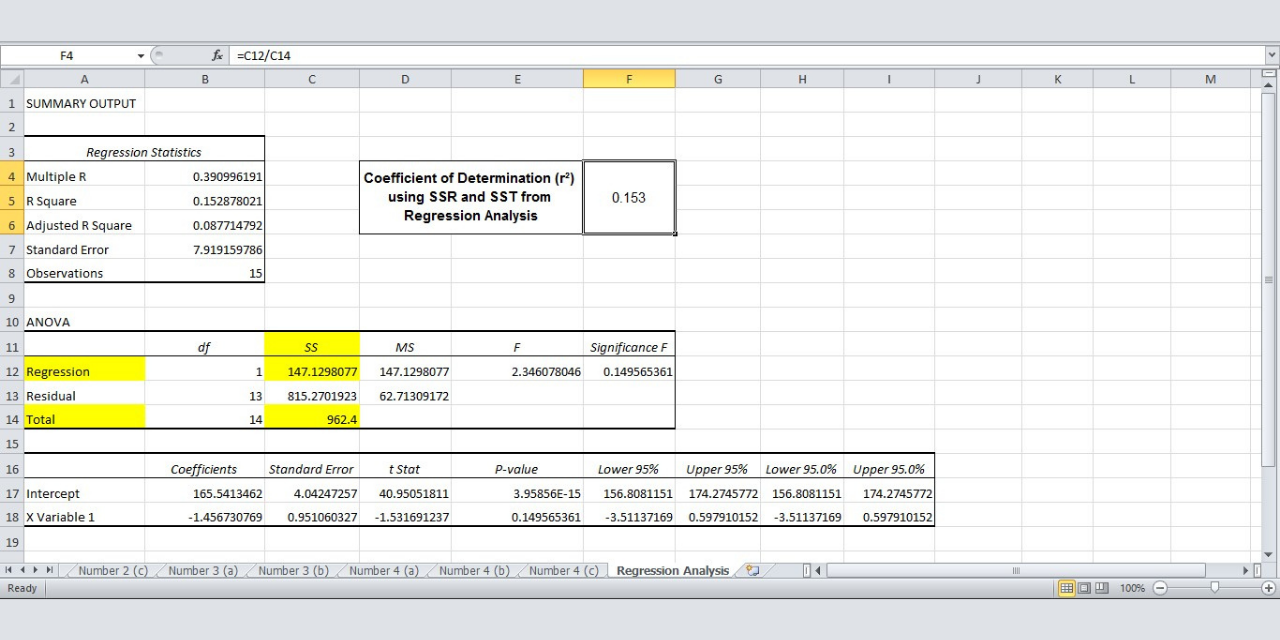 F4 fx =C12/C14
A B C D E F G H I J K L M
1 SUMMARY OUTPUT
2
3 Regression Statistics
4 Multiple R 0.390996191
5 R Square 0.152878021
6 Adjusted R Square 0.087714792
Coefficient of Determination (r²)
using SSR and SST from
Regression Analysis
0.153
7 Standard Error 7.919159786
8 Observations 15
9
10 ANOVA
11 df SS MS F Significance F
12 Regression 1 147.1298077 147.1298077 2.346078046 0.149565361
13 Residual 13 815.2701923 62.71309172
14 Total 14 962.4
15
16 Coefficients Standard Error t Stat P-value Lower 95% Upper 95% Lower 95.0% Upper 95.0%
17 Intercept 165.5413462 4.04247257 40.95051811 3.95856E-15 156.8081151 174.2745772 156.8081151 174.2745772
18 X Variable 1 -1.456730769 0.951060327 -1.531691237 0.149565361 -3.51137169 0.597910152 -3.51137169 0.597910152
19
Number 2 (c) Number 3 (a) Number 3 (b) Number 4 (a) Number 4 (b) Number 4 (c) Regression Analysis
Ready 100%